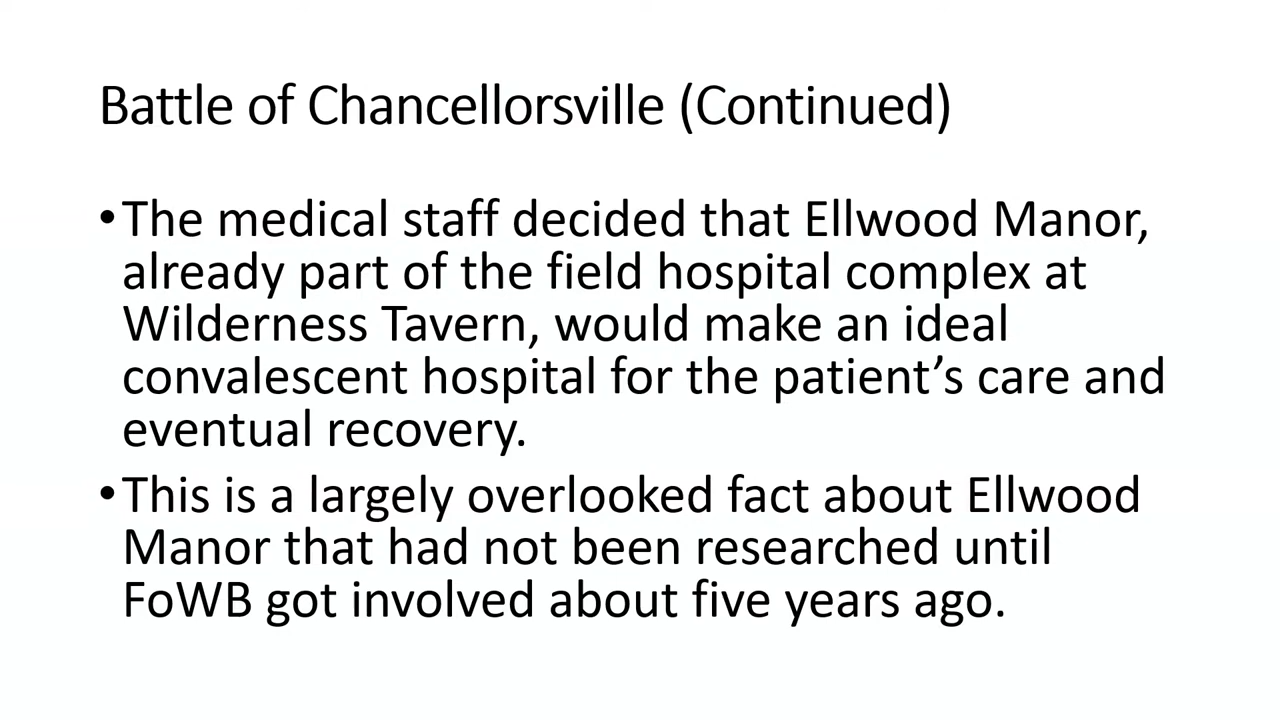 Battle of Chancellorsville (Continued)
•The medical staff decided that Ellwood Manor,
already part of the field hospital complex at
Wilderness Tavern, would make an ideal
convalescent hospital for the patient’s care and
eventual recovery.
•This is a largely overlooked fact about Ellwood
Manor that had not been researched until
FoWB got involved about five years ago.